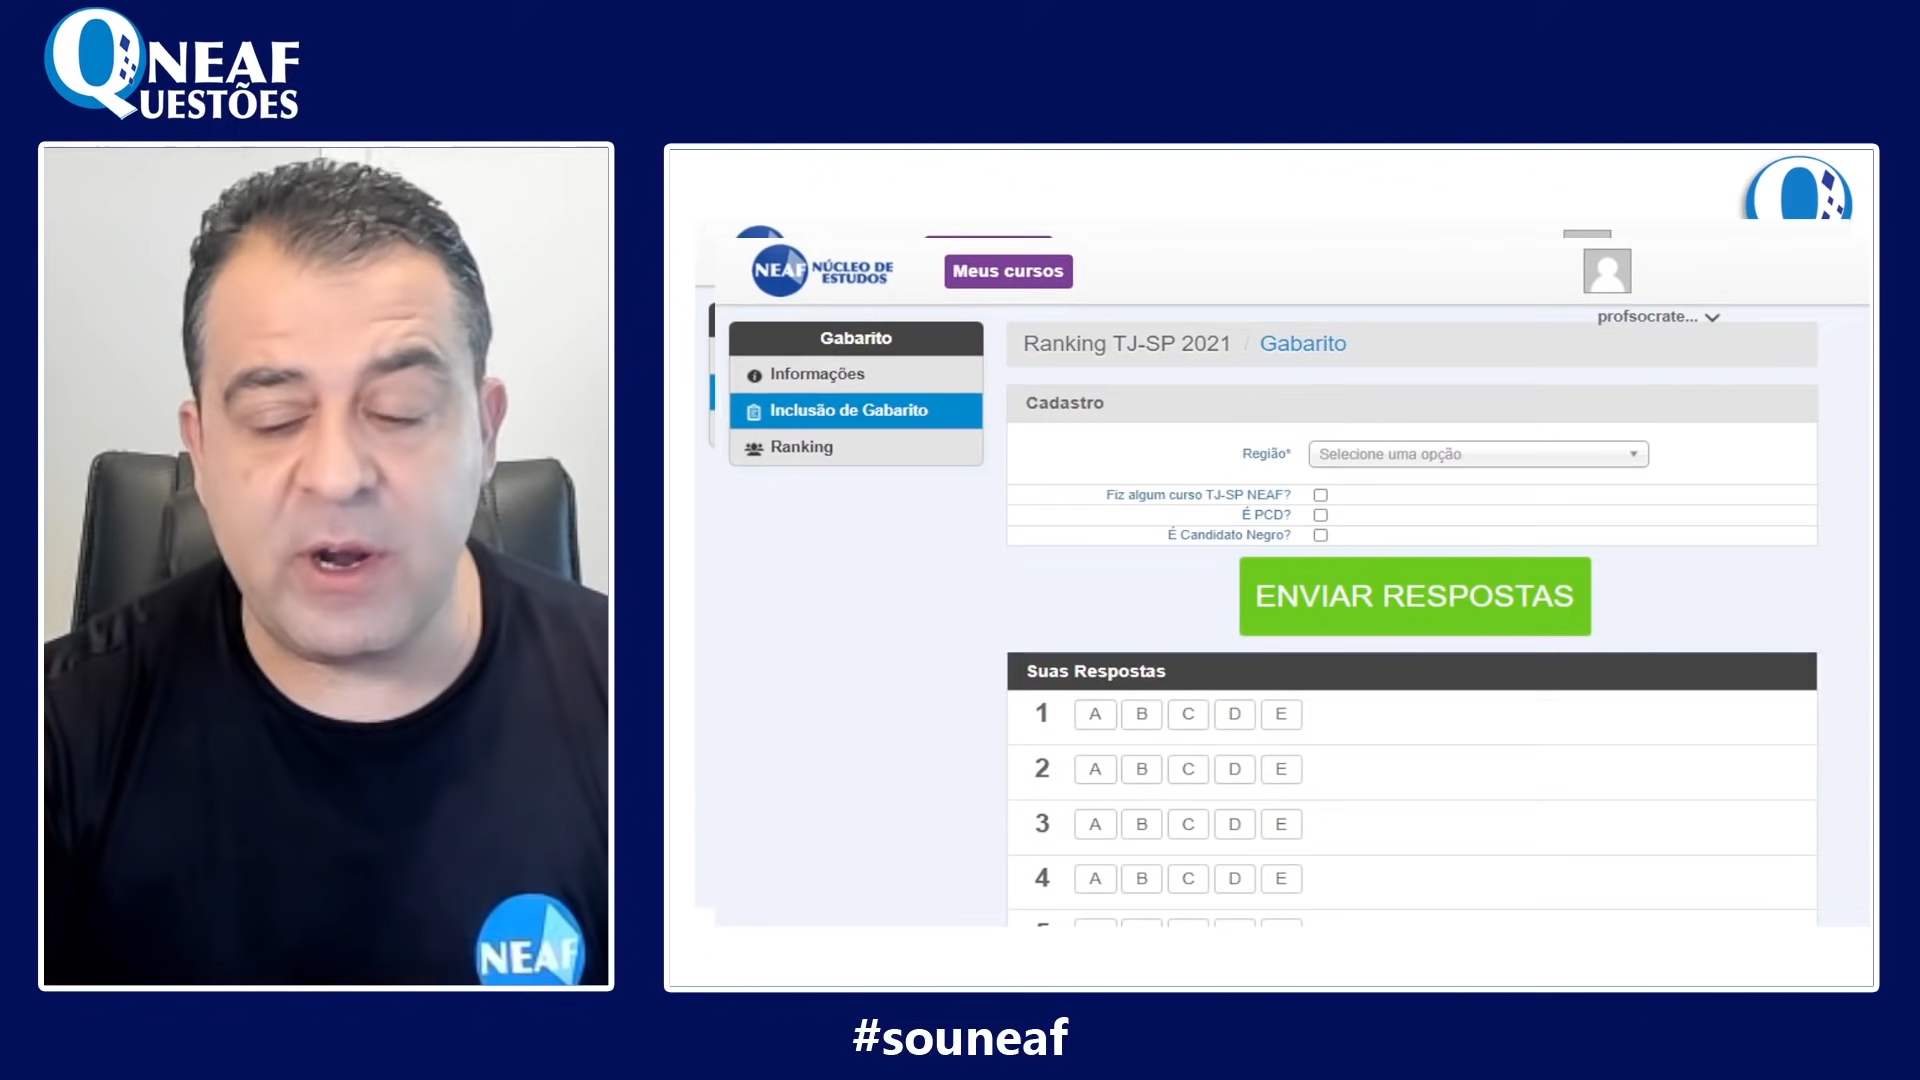 QNEAF
QUESTÕES
NEAF NÚCLEO DE
ESTUDOS
Meus cursos
profsocrate...
Gabarito
Informações
Inclusão de Gabarito
Ranking
Ranking TJ-SP 2021 / Gabarito
Cadastro
Região* Selecione uma opção
Fiz algum curso TJ-SP NEAF?
É PCD?
É Candidato Negro?
ENVIAR RESPOSTAS
Suas Respostas
1 A B C D E
2 A B C D E
3 A B C D E
4 A B C D E
NEAF
#souneaf